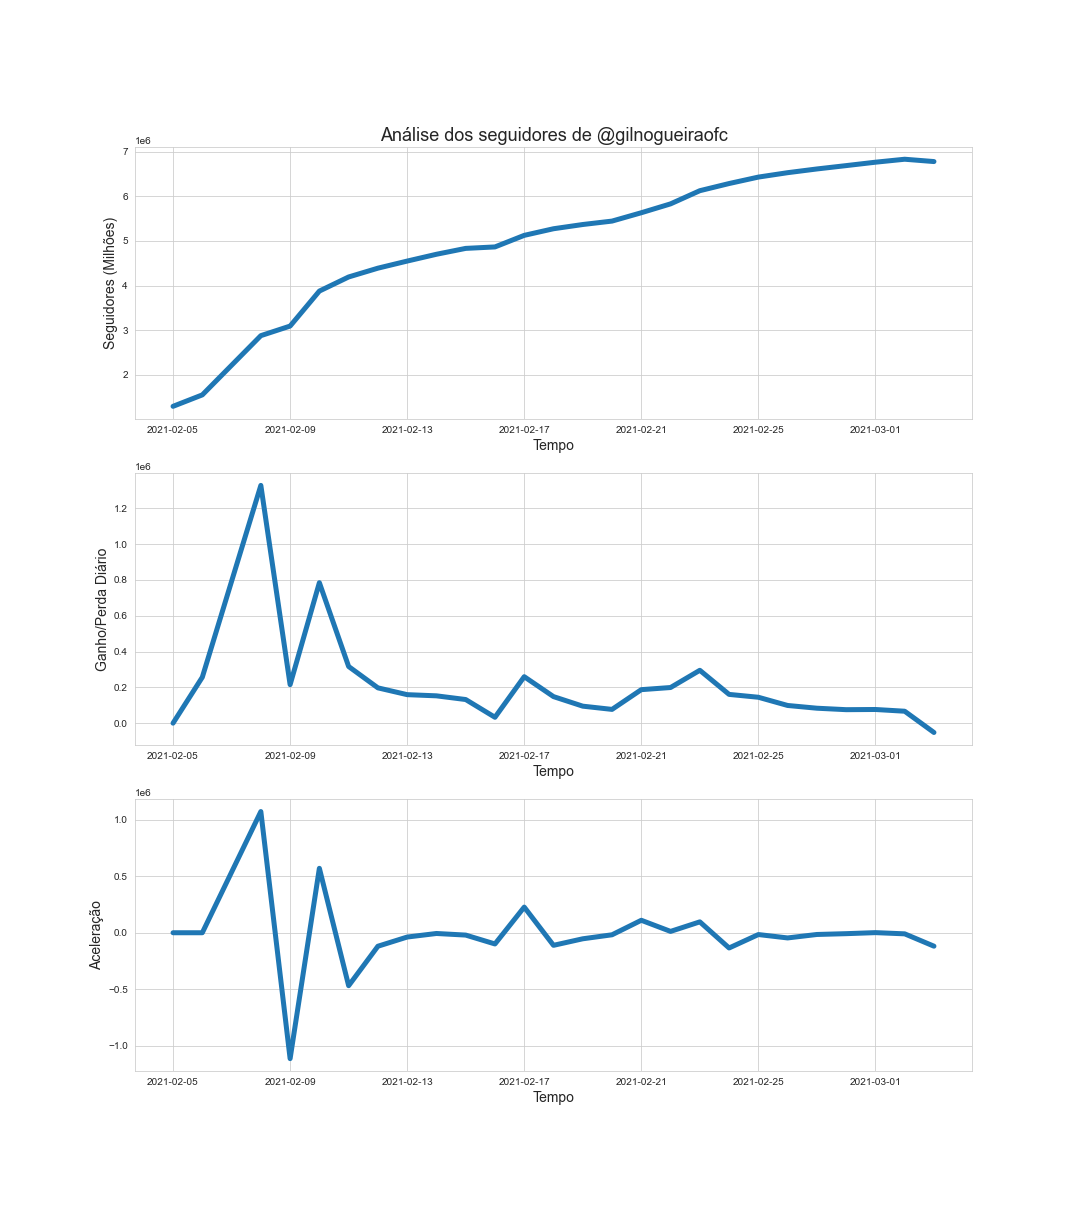 Análise dos seguidores de @gilnogueiraofc
1e6
7
6
5
4
3
2
Seguidores (Milhões)
2021-02-05 2021-02-09 2021-02-13 2021-02-17 2021-02-21 2021-02-25 2021-03-01
Tempo
1e6
1.2
1.0
0.8
0.6
0.4
0.2
0.0
Ganho/Perda Diário
2021-02-05 2021-02-09 2021-02-13 2021-02-17 2021-02-21 2021-02-25 2021-03-01
Tempo
1e6
1.0
0.5
0.0
−0.5
−1.0
Aceleração
2021-02-05 2021-02-09 2021-02-13 2021-02-17 2021-02-21 2021-02-25 2021-03-01
Tempo